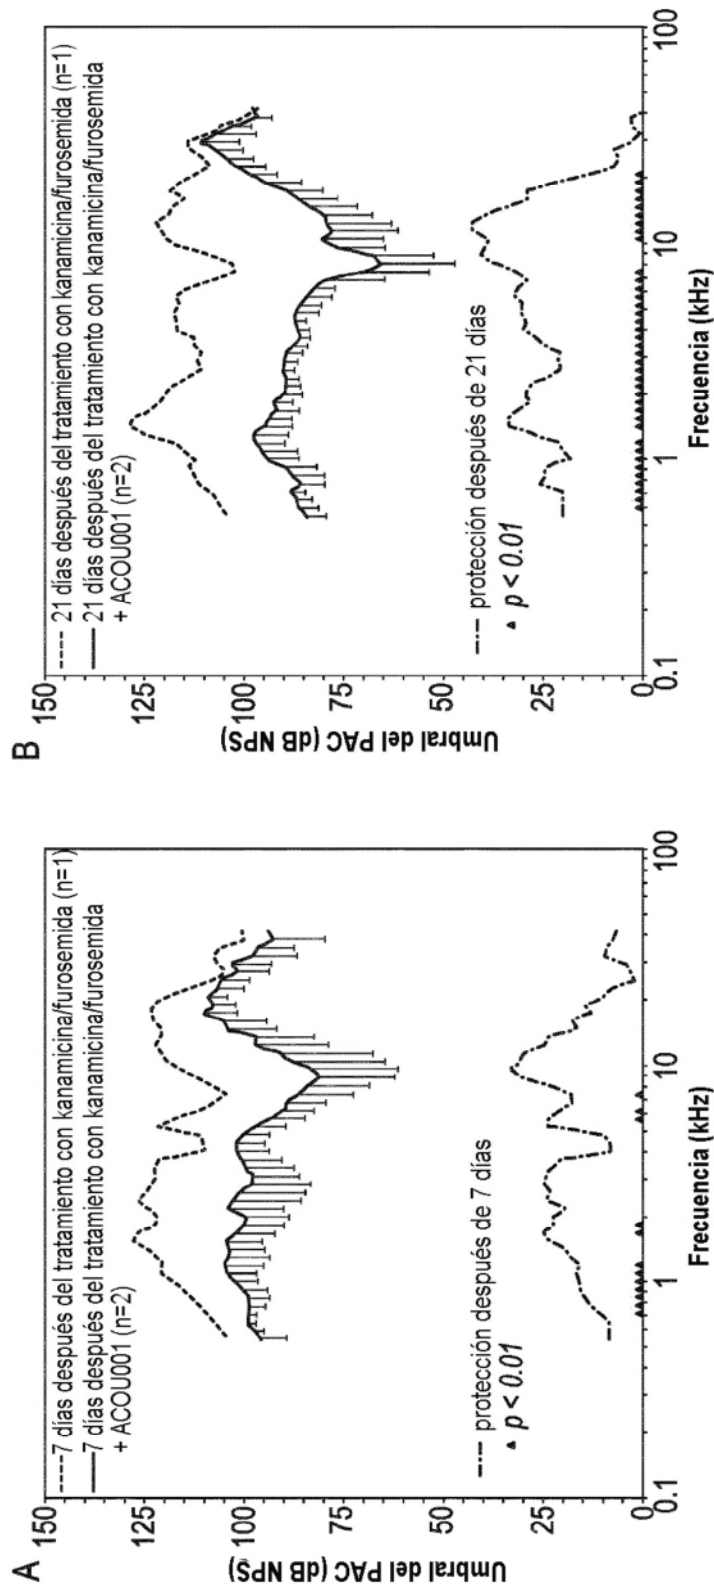 A
150
125
100
75
50
25
0
Umbral del PAC (dB NPS)
7 días después del tratamiento con kanamicina/furosemida (n=1)
7 días después del tratamiento con kanamicina/furosemida
+ ACOU001 (n=2)
protección después de 7 días
p < 0.01
0.1
1
10
100
Frecuencia (kHz)
B
150
125
100
75
50
25
0
Umbral del PAC (dB NPS)
21 días después del tratamiento con kanamicina/furosemida (n=1)
21 días después del tratamiento con kanamicina/furosemida
+ ACOU001 (n=2)
protección después de 21 días
p < 0.01
0.1
1
10
100
Frecuencia (kHz)